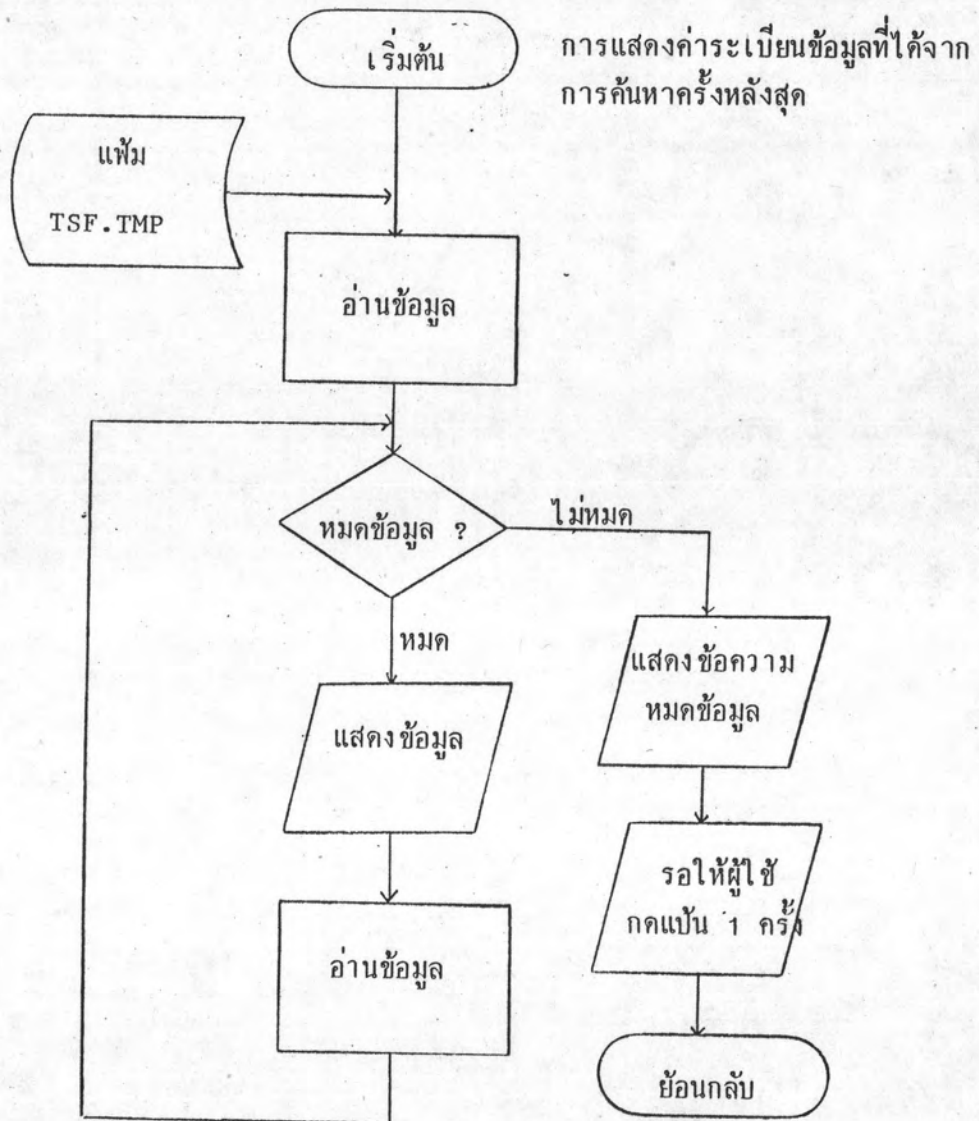 เริ่มต้น
การแสดงค่าระเบียนข้อมูลที่ได้จาก
การค้นหาครั้งหลังสุด
แฟ้ม
TSF.TMP
อ่านข้อมูล
หมดข้อมูล ?
ไม่หมด
หมด
แสดงข้อความ
หมดข้อมูล
แสดงข้อมูล
รอให้ผู้ใช้
กดแป้น 1 ครั้ง
อ่านข้อมูล
ย้อนกลับ